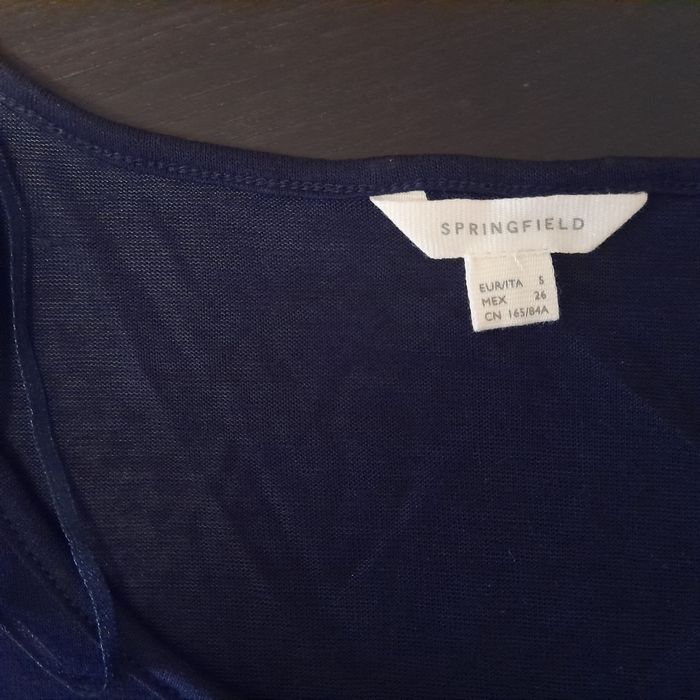 SPRINGFIELD
EUR/ITA S
MEX 26
CN 165/84A